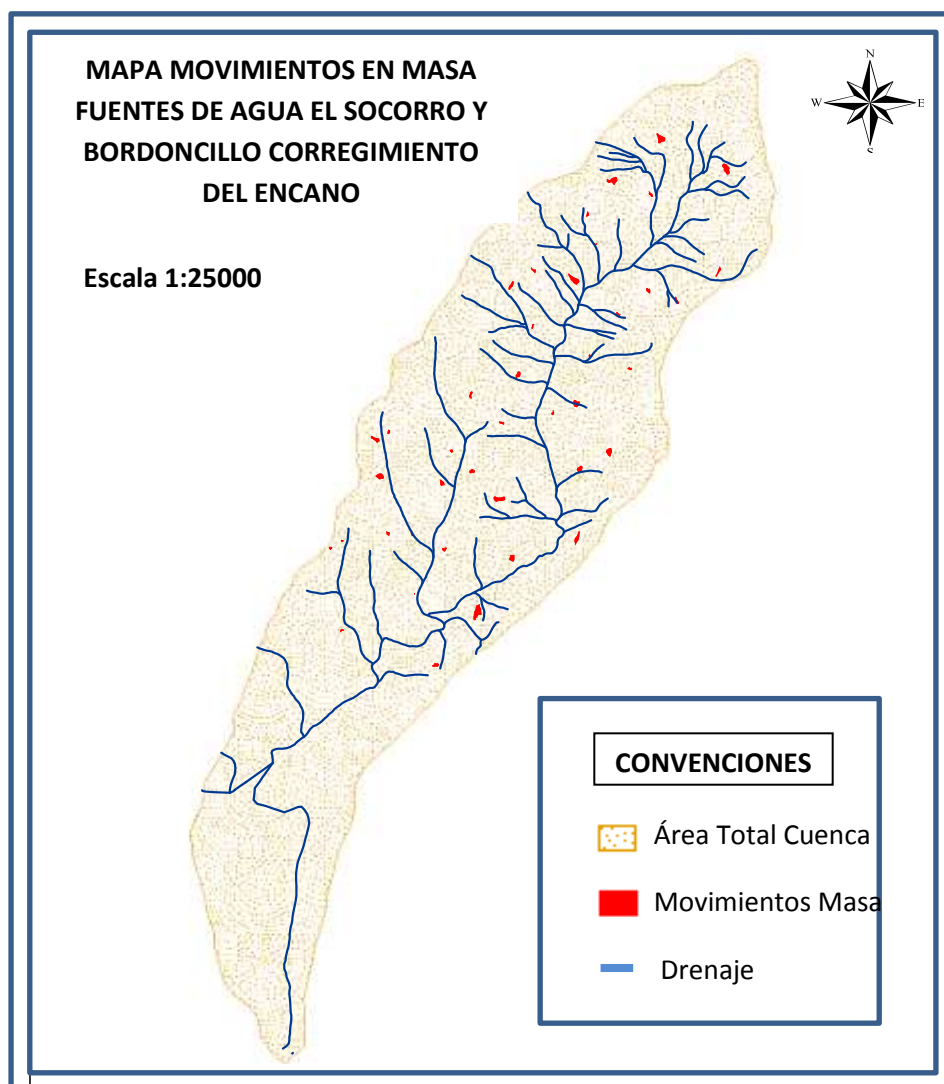 MAPA MOVIMIENTOS EN MASA
FUENTES DE AGUA EL SOCORRO Y
BORDONCILLO CORREGIMIENTO
DEL ENCANO
Escala 1:25000
N
W E
S
CONVENCIONES
Área Total Cuenca
Movimientos Masa
Drenaje